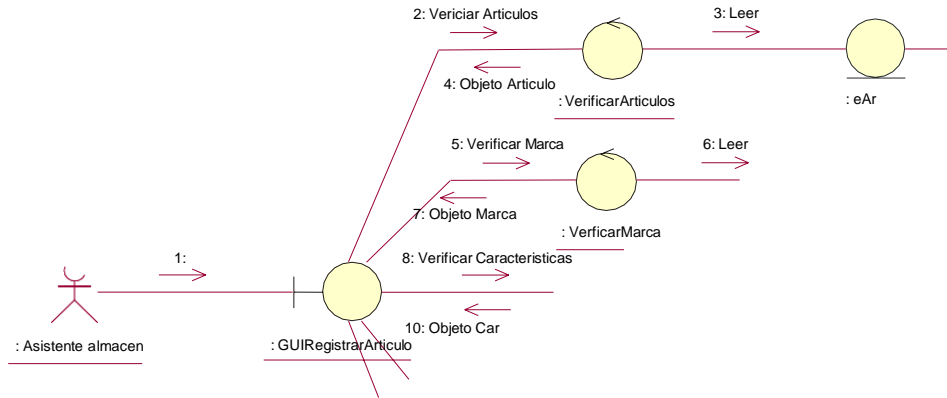 2: Vericiar Articulos
3: Leer
4: Objeto Articulo
: VerificarArticulos
: eAr
5: Verificar Marca
6: Leer
7: Objeto Marca
: VerficarMarca
1:
8: Verificar Caracteristicas
10: Objeto Car
: Asistente almacen
: GUIRegistrarArticulo